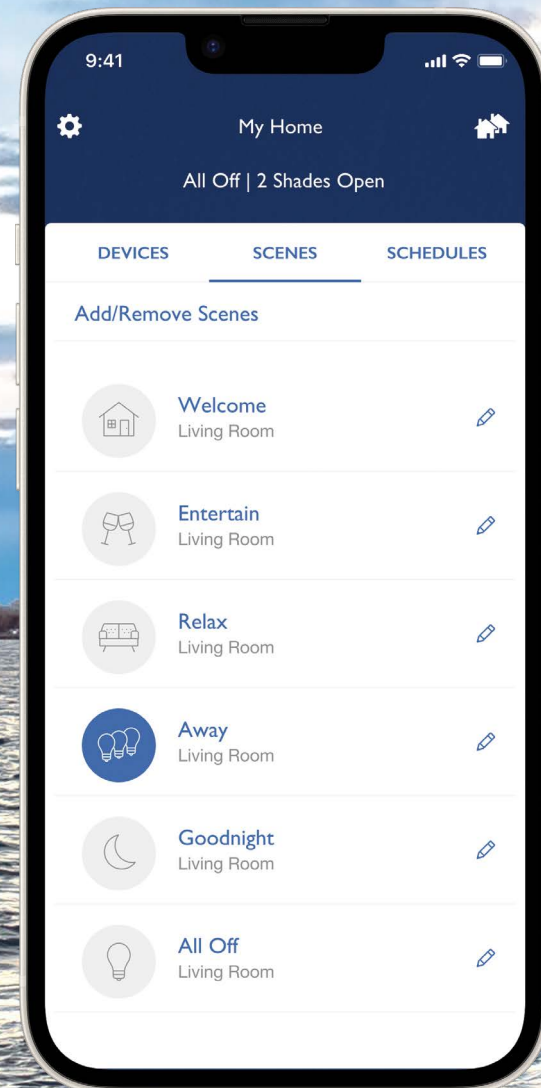 9:41
My Home
All Off | 2 Shades Open
DEVICES SCENES SCHEDULES
Add/Remove Scenes
Welcome
Living Room
Entertain
Living Room
Relax
Living Room
Away
Living Room
Goodnight
Living Room
All Off
Living Room